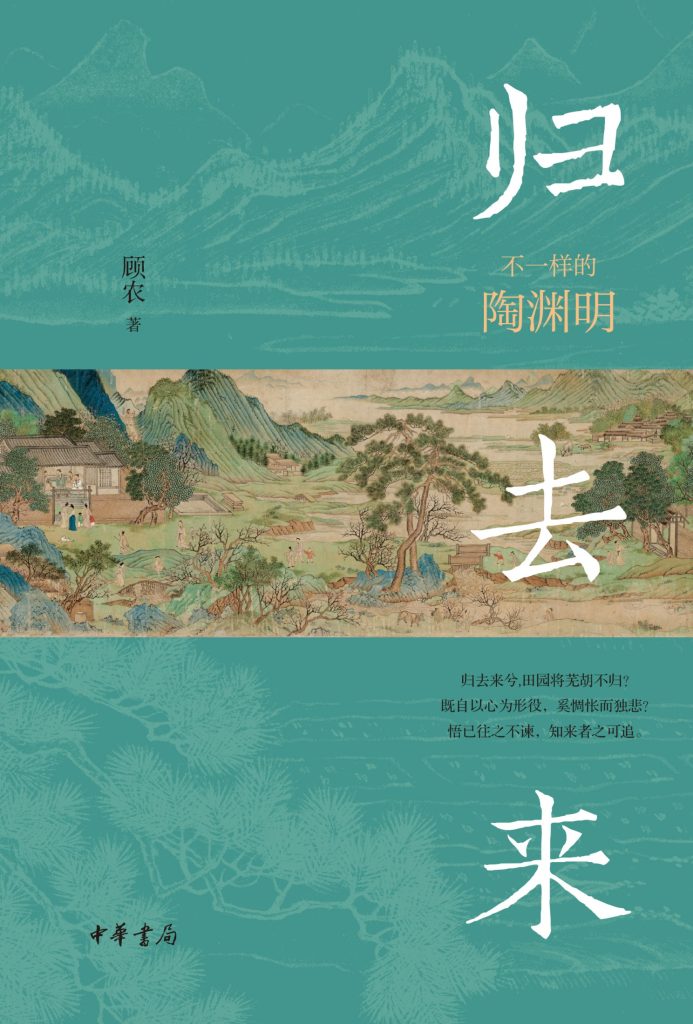 归去来
不一样的
陶渊明
顾农 著
归去来兮,田园将芜胡不归?
既自以心为形役，奚惆怅而独悲?
悟已往之不谏，知来者之可追。
中華書局